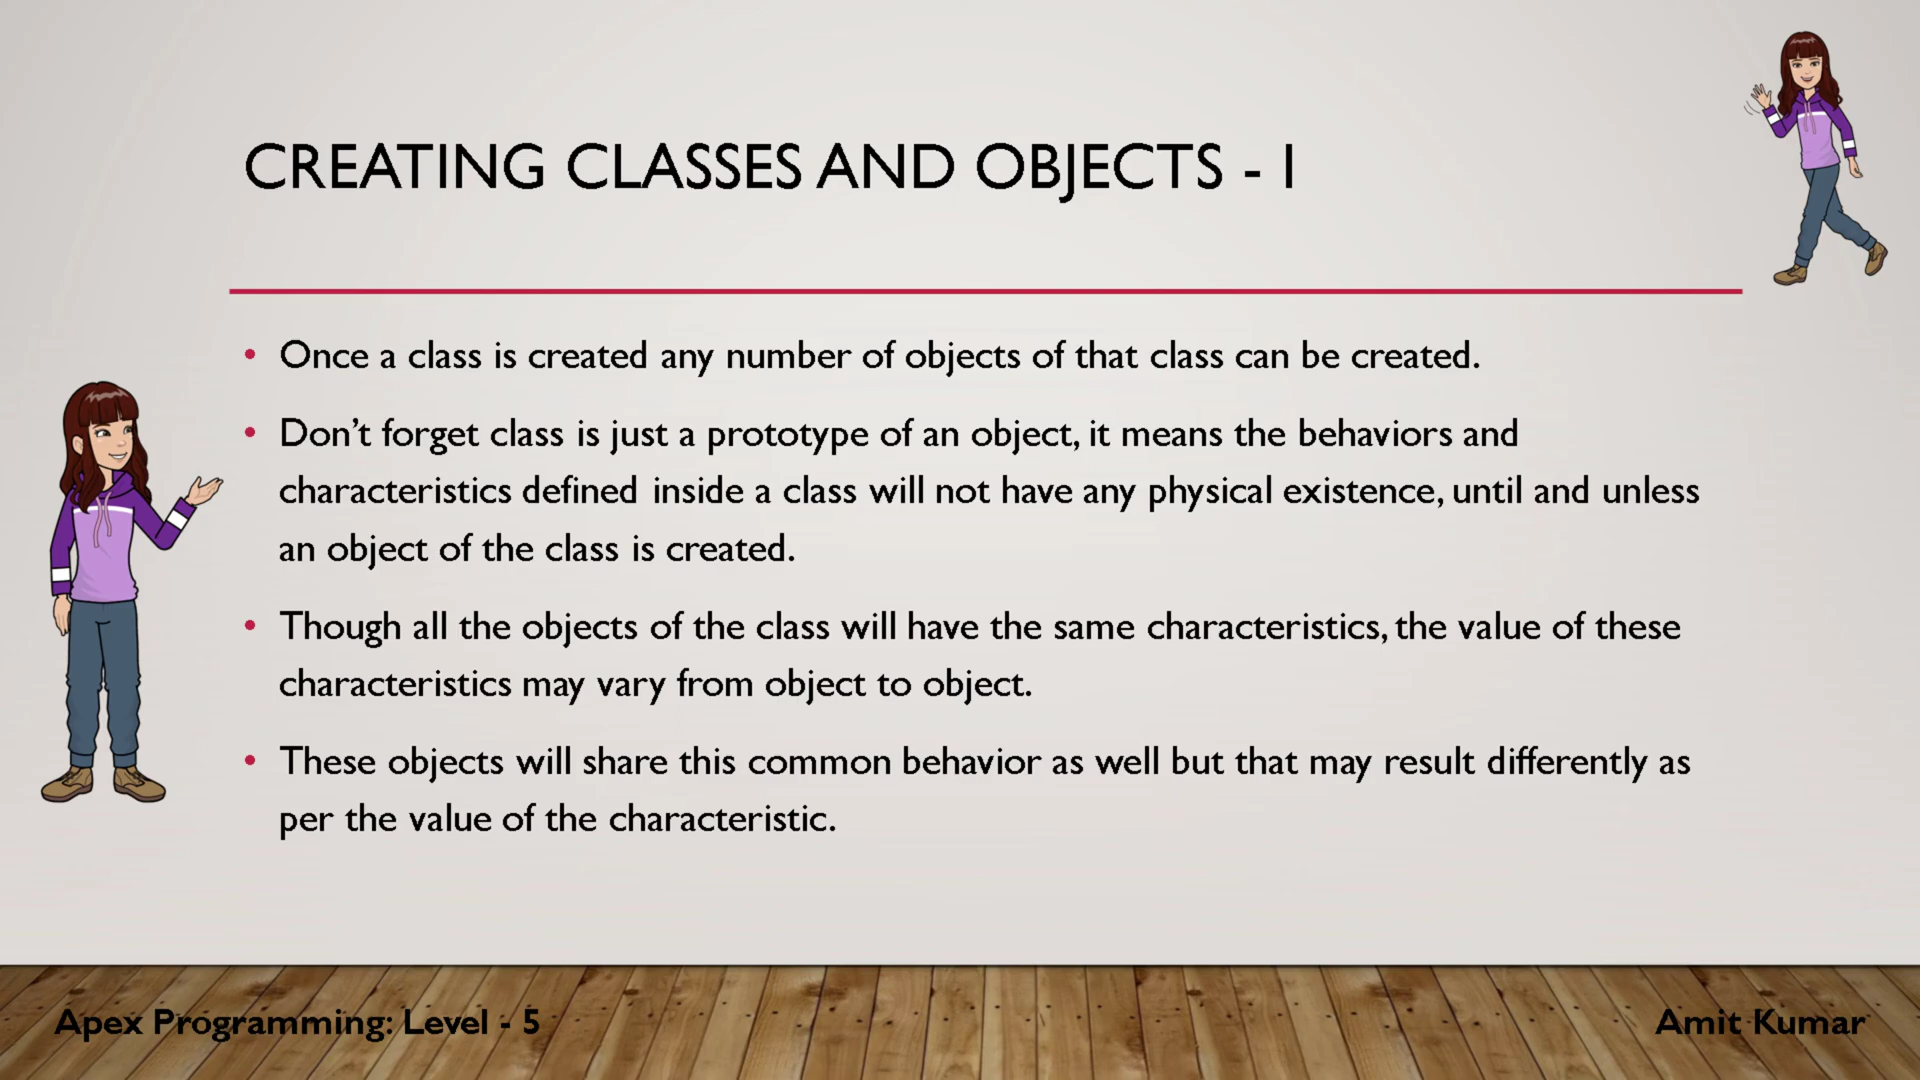 CREATING CLASSES AND OBJECTS - I
• Once a class is created any number of objects of that class can be created.
• Don’t forget class is just a prototype of an object, it means the behaviors and
characteristics defined inside a class will not have any physical existence, until and unless
an object of the class is created.
• Though all the objects of the class will have the same characteristics, the value of these
characteristics may vary from object to object.
• These objects will share this common behavior as well but that may result differently as
per the value of the characteristic.
Apex Programming: Level - 5
Amit Kumar